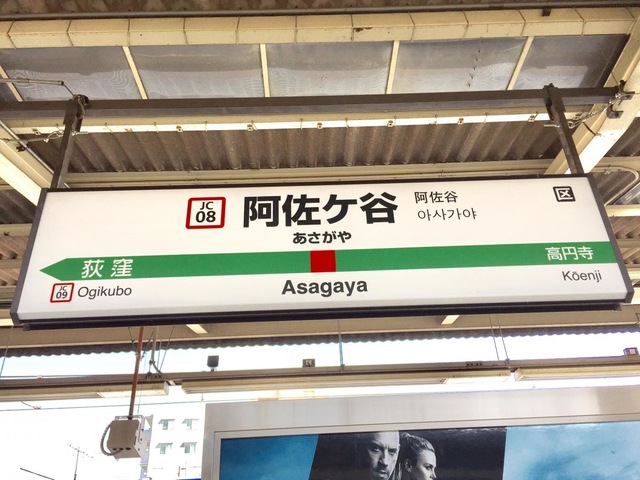 JC
08
阿佐ケ谷
阿佐谷
아사가야
区
あさがや
荻窪
高円寺
JC
09
Ogikubo
Asagaya
Kōenji